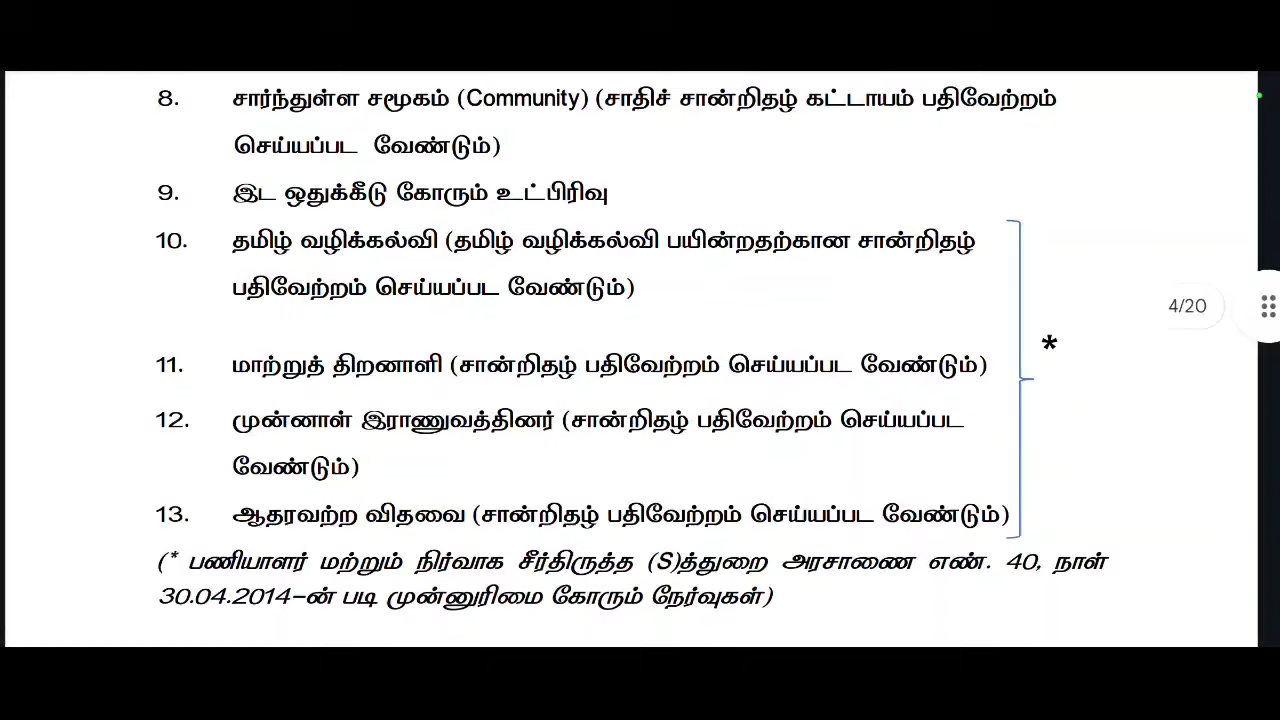 8. சார்ந்துள்ள சமூகம் (Community) (சாதிச் சான்றிதழ் கட்டாயம் பதிவேற்றம்
செய்யப்பட வேண்டும்)
9. இட ஒதுக்கீடு கோரும் உட்பிரிவு
10. தமிழ் வழிக்கல்வி (தமிழ் வழிக்கல்வி பயின்றதற்கான சான்றிதழ்
பதிவேற்றம் செய்யப்பட வேண்டும்)
4/20
*
11. மாற்றுத் திறனாளி (சான்றிதழ் பதிவேற்றம் செய்யப்பட வேண்டும்)
12. முன்னாள் இராணுவத்தினர் (சான்றிதழ் பதிவேற்றம் செய்யப்பட
வேண்டும்)
13. ஆதரவற்ற விதவை (சான்றிதழ் பதிவேற்றம் செய்யப்பட வேண்டும்)
(* பணியாளர் மற்றும் நிர்வாக சீர்திருத்த (S)த்துறை அரசாணை எண். 40, நாள்
30.04.2014-ன் படி முன்னுரிமை கோரும் நேர்வுகள்)